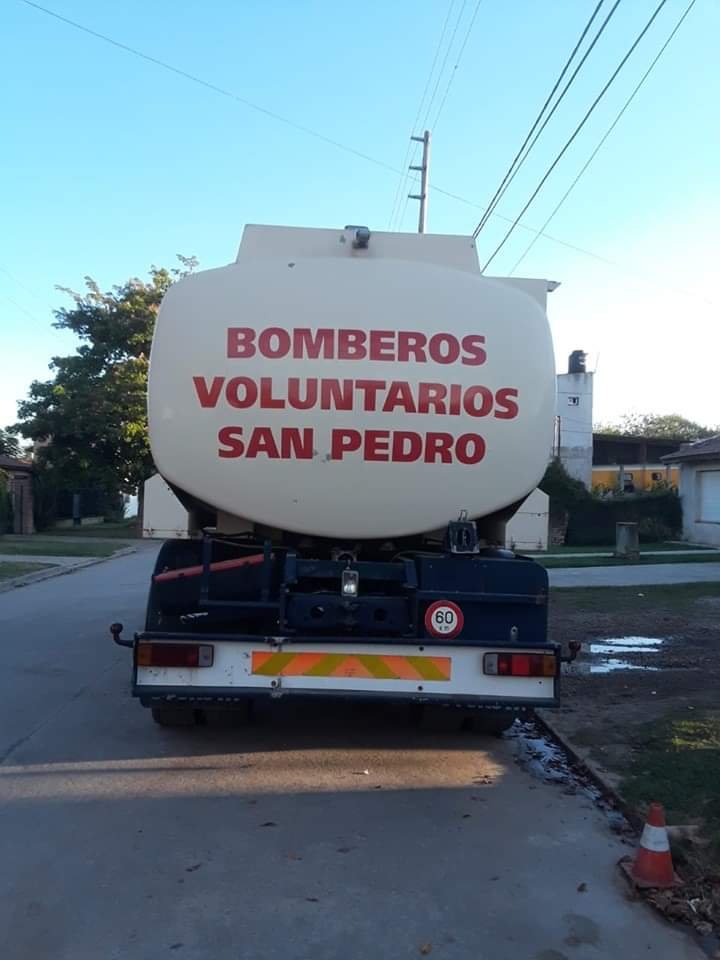 BOMBEROS
VOLUNTARIOS
SAN PEDRO
60